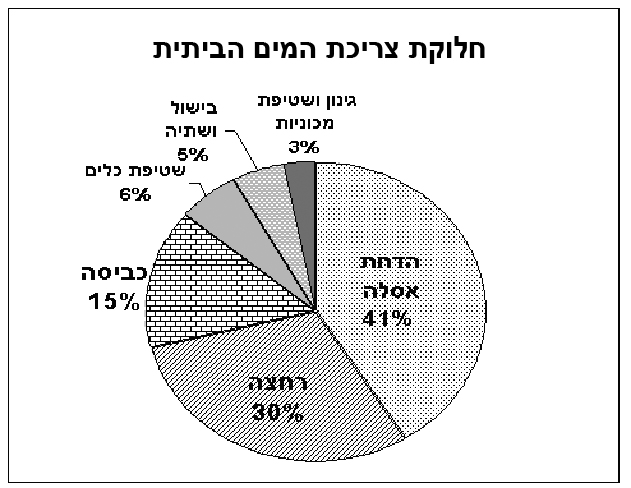 חלוקת צריכת המים הביתית
גינון ושטיפת
מכוניות
3%
בישול
ושתיה
5%
שטיפת כלים
6%
כביסה
15%
רחצה
30%
הדחת
אסלה
41%